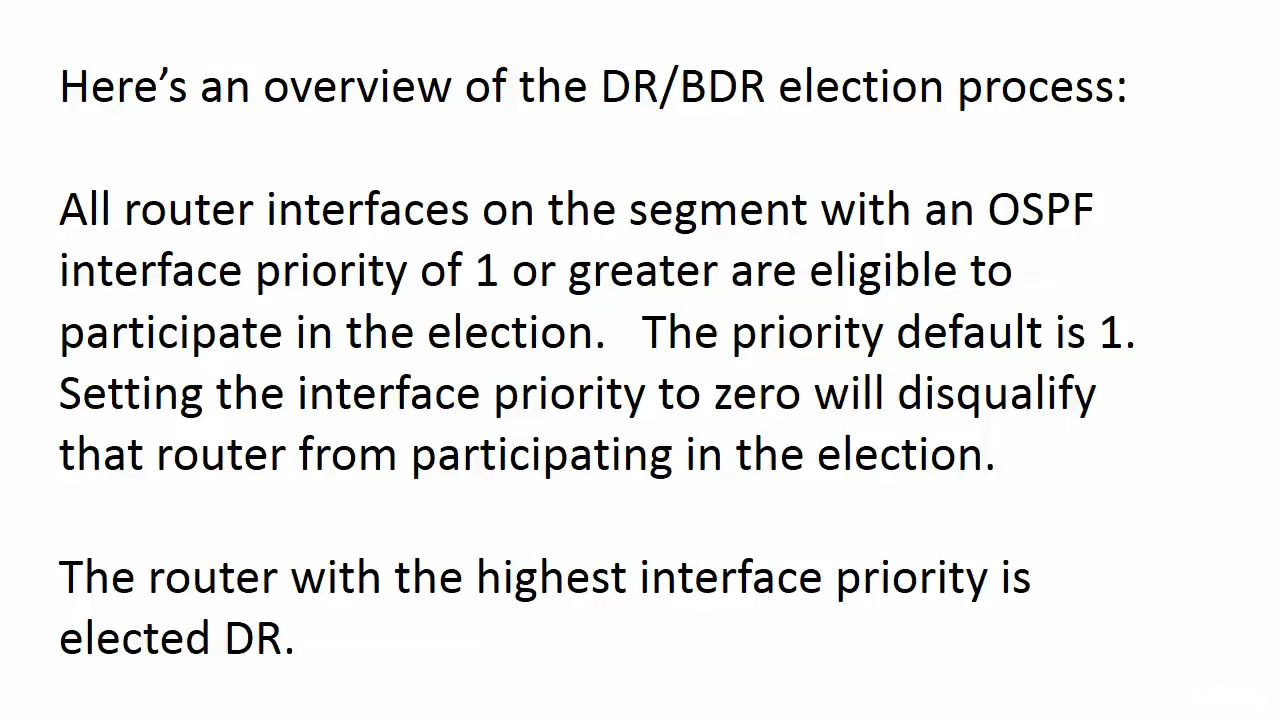 Here’s an overview of the DR/BDR election process:
All router interfaces on the segment with an OSPF
interface priority of 1 or greater are eligible to
participate in the election.   The priority default is 1.
Setting the interface priority to zero will disqualify
that router from participating in the election.
The router with the highest interface priority is
elected DR.